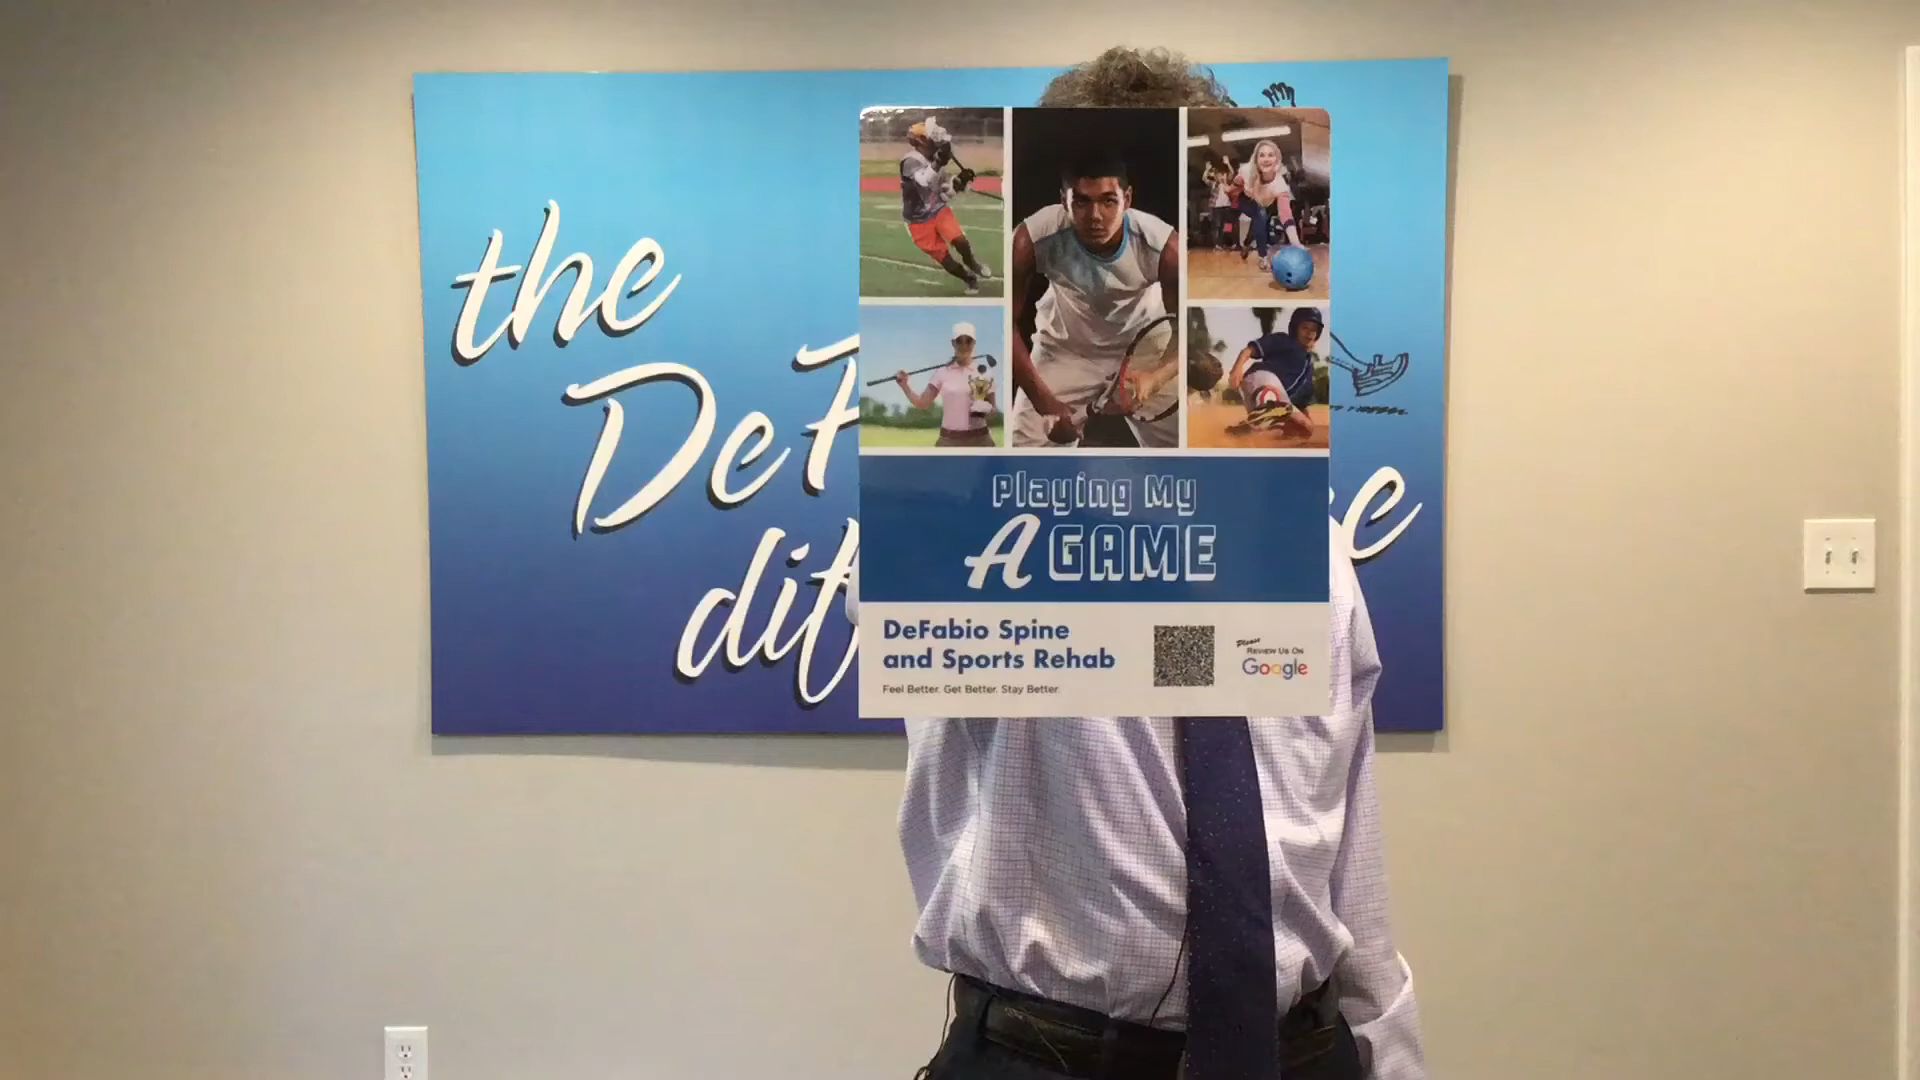 the
DeF
dif
e
Playing My
A GAME
DeFabio Spine
and Sports Rehab
Feel Better. Get Better. Stay Better.
Please
REVIEW US ON
Google